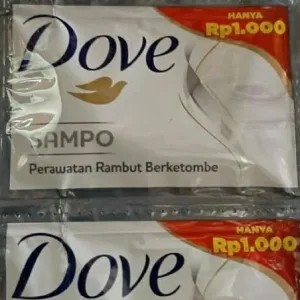 HANYA
Rp1.000
Dove
SAMPO
Perawatan Rambut Berketombe
HANYA
Rp1.000
Dove